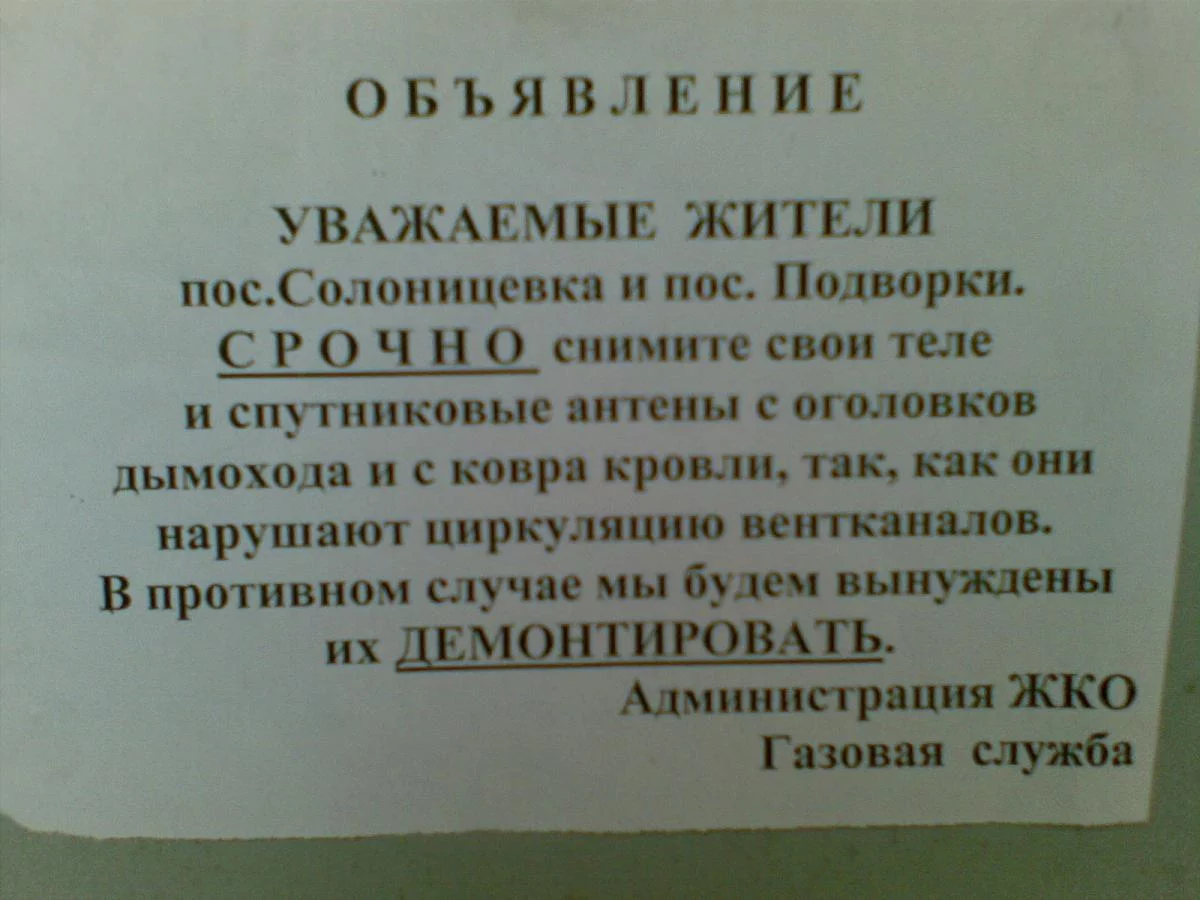 ОБЪЯВЛЕНИЕ
УВАЖАЕМЫЕ ЖИТЕЛИ
пос.Солоницевка и пос. Подворки.
СРОЧНО снимите свои теле
и спутниковые антены с оголовков
дымохода и с ковра кровли, так, как они
нарушают циркуляцию вентканалов.
В противном случае мы будем вынуждены
их ДЕМОНТИРОВАТЬ.
Администрация ЖКО
Газовая служба